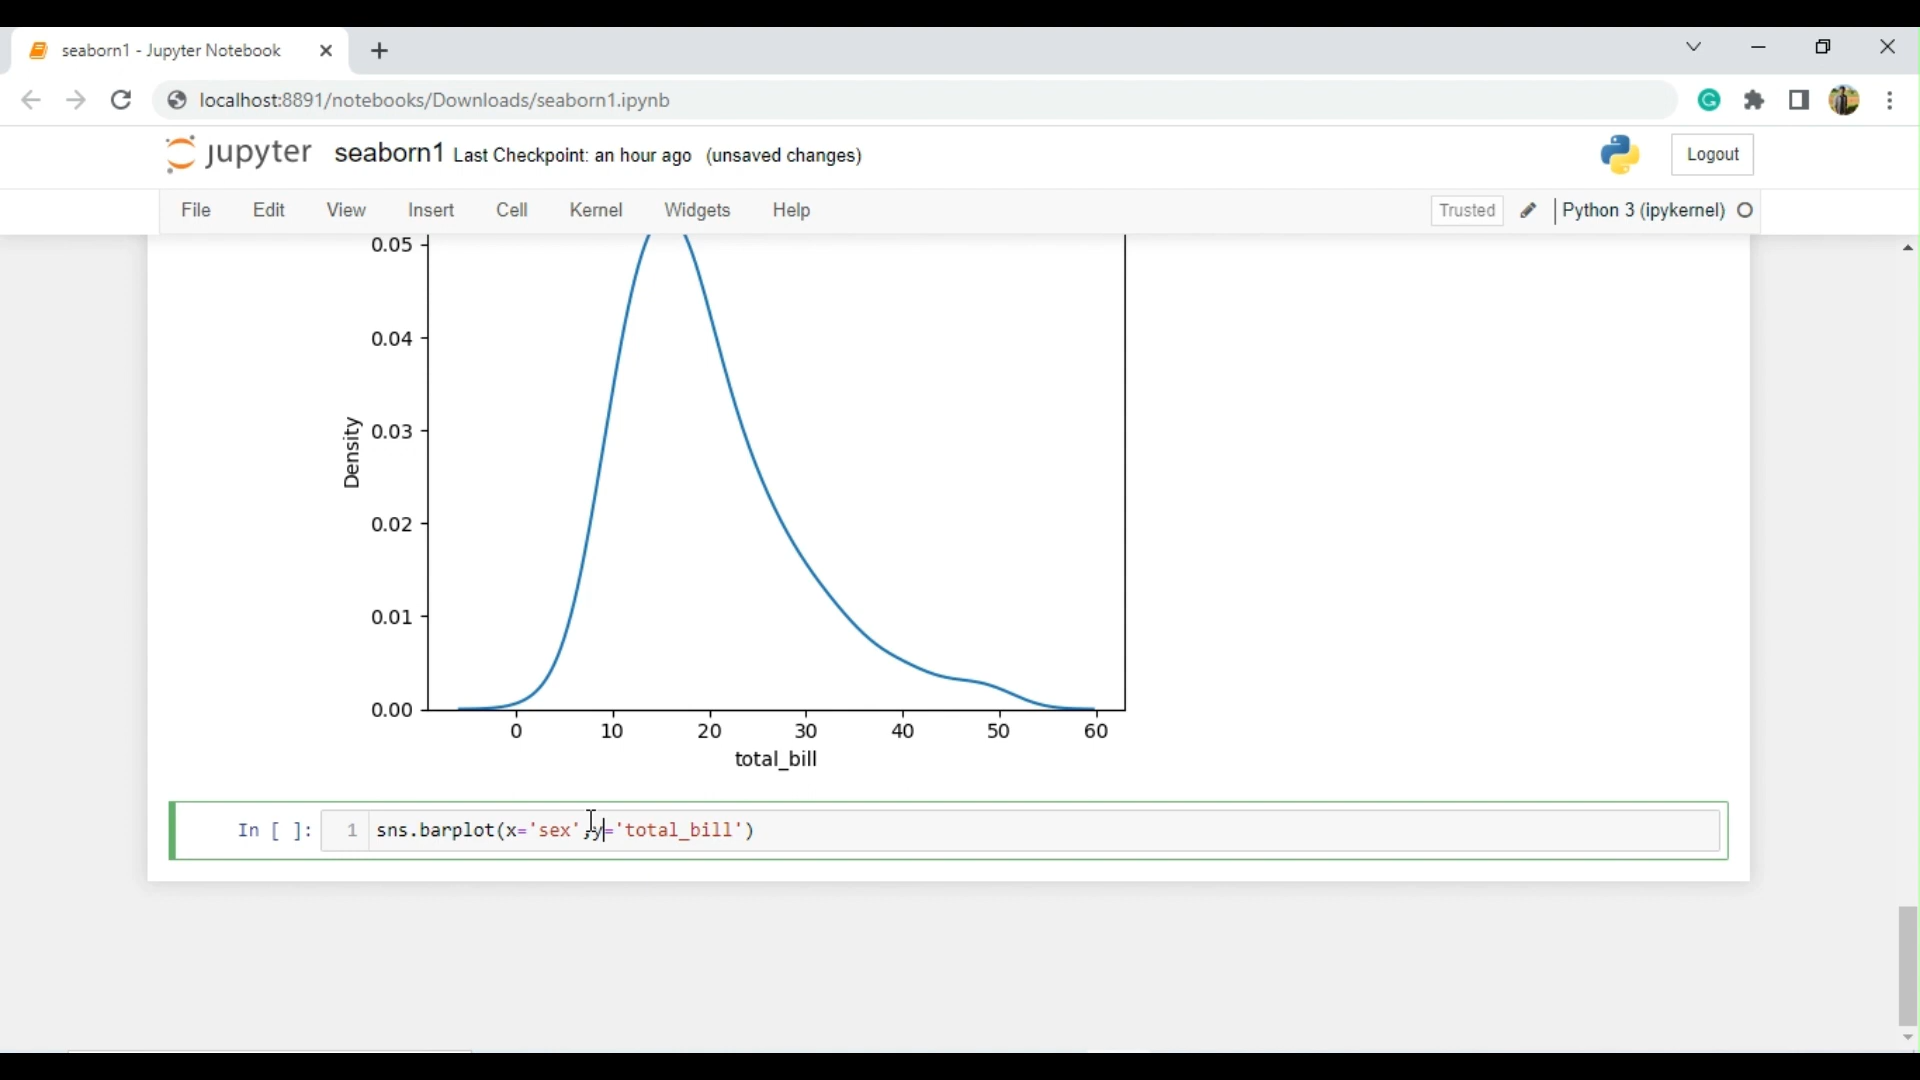 seaborn1 - Jupyter Notebook
localhost:8891/notebooks/Downloads/seaborn1.ipynb
jupyter seaborn1 Last Checkpoint: an hour ago (unsaved changes)
Logout
File Edit View Insert Cell Kernel Widgets Help
Trusted Python 3 (ipykernel)
0.05
0.04
0.03
0.02
0.01
0.00
Density
0 10 20 30 40 50 60
total_bill
In [ ]: 1 sns.barplot(x='sex',y='total_bill')